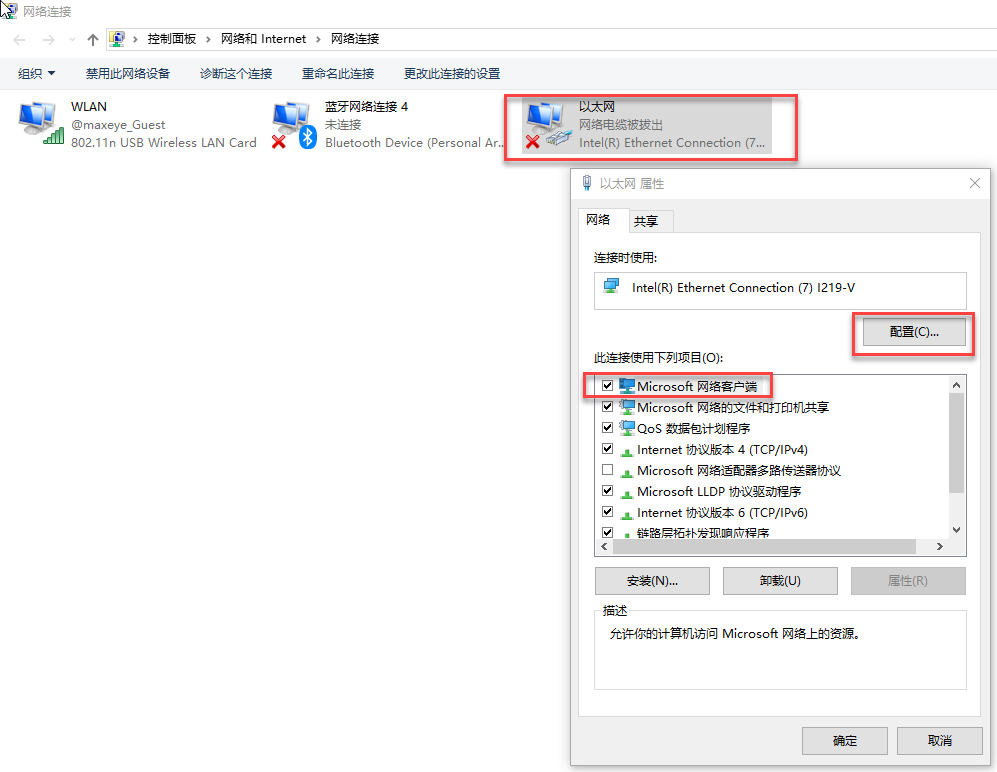 网络连接
控制面板 › 网络和 Internet › 网络连接
组织 禁用此网络设备 诊断这个连接 重命名此连接 更改此连接的设置
WLAN
@maxeye_Guest
802.11n USB Wireless LAN Card
蓝牙网络连接 4
未连接
Bluetooth Device (Personal Ar...
以太网
网络电缆被拔出
Intel(R) Ethernet Connection (7...
以太网 属性
网络 共享
连接时使用:
Intel(R) Ethernet Connection (7) I219-V
配置(C)...
此连接使用下列项目(O):
Microsoft 网络客户端
Microsoft 网络的文件和打印机共享
QoS 数据包计划程序
Internet 协议版本 4 (TCP/IPv4)
Microsoft 网络适配器多路传送器协议
Microsoft LLDP 协议驱动程序
Internet 协议版本 6 (TCP/IPv6)
链路层拓扑发现响应程序
安装(N)... 卸载(U) 属性(R)
描述
允许你的计算机访问 Microsoft 网络上的资源。
确定 取消